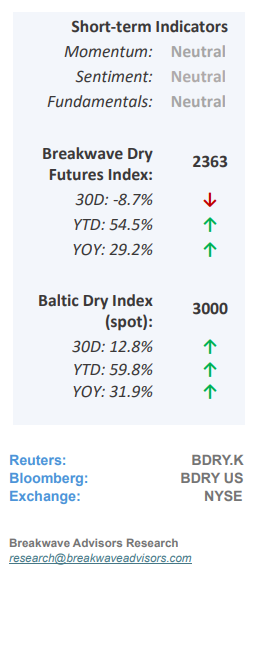 Short-term Indicators
Momentum: Neutral
Sentiment: Neutral
Fundamentals: Neutral
Breakwave Dry
Futures Index: 2363
30D: -8.7% ↓
YTD: 54.5% ↑
YOY: 29.2% ↑
Baltic Dry Index
(spot): 3000
30D: 12.8% ↑
YTD: 59.8% ↑
YOY: 31.9% ↑
Reuters: BDRY.K
Bloomberg: BDRY US
Exchange: NYSE
Breakwave Advisors Research
research@breakwaveadvisors.com